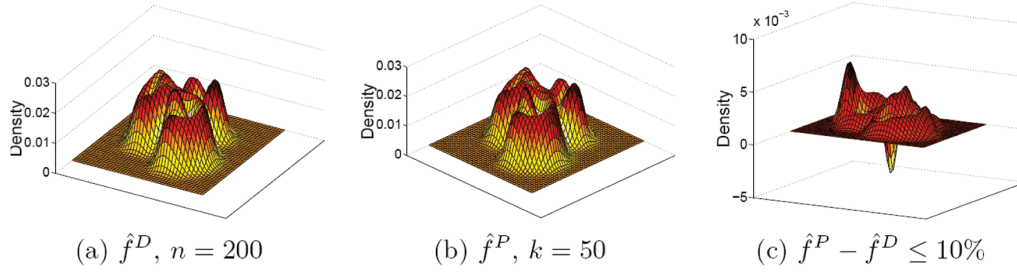 0.03
0.02
0.01
0
Density
0.03
0.02
0.01
0
Density
x 10⁻³
10
5
0
−5
Density
(a) f̂ᴰ, n = 200
(b) f̂ᴾ, k = 50
(c) f̂ᴾ − f̂ᴰ ≤ 10%